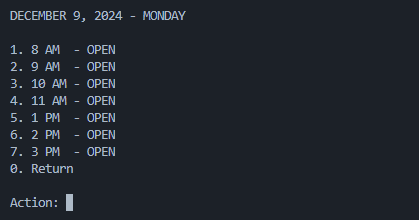 DECEMBER 9, 2024 - MONDAY

1. 8 AM  - OPEN
2. 9 AM  - OPEN
3. 10 AM - OPEN
4. 11 AM - OPEN
5. 1 PM  - OPEN
6. 2 PM  - OPEN
7. 3 PM  - OPEN
0. Return

Action: